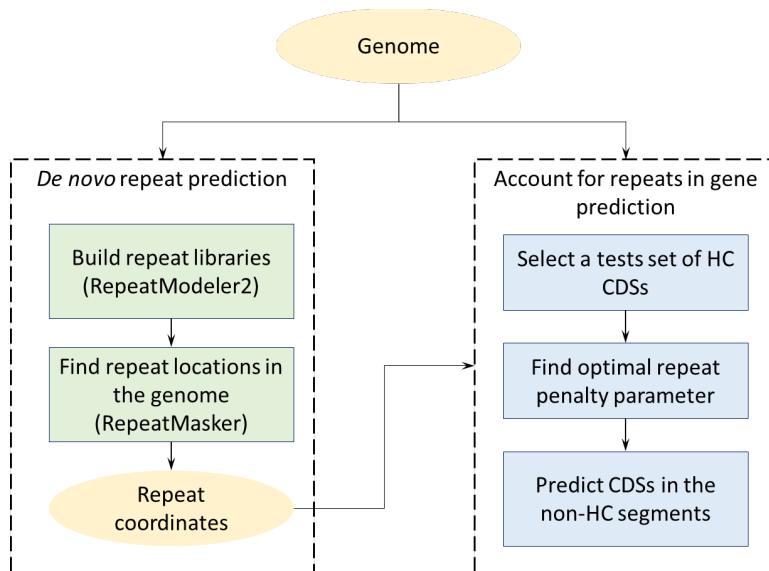 Genome
De novo repeat prediction
Build repeat libraries
(RepeatModeler2)
Find repeat locations in
the genome
(RepeatMasker)
Repeat
coordinates
Account for repeats in gene
prediction
Select a tests set of HC
CDSs
Find optimal repeat
penalty parameter
Predict CDSs in the
non-HC segments